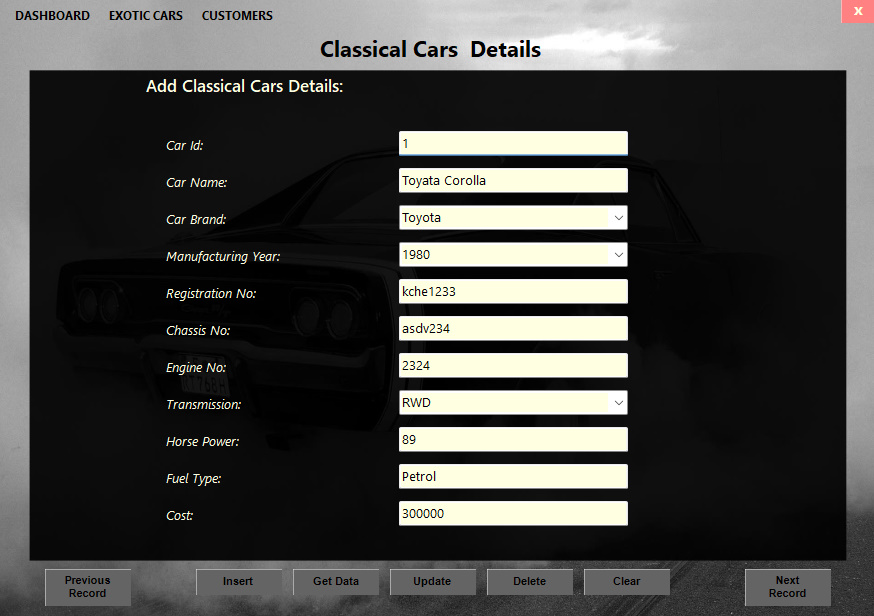 DASHBOARD EXOTIC CARS CUSTOMERS X
Classical Cars Details
Add Classical Cars Details:
Car Id: 1
Car Name: Toyata Corolla
Car Brand: Toyota
Manufacturing Year: 1980
Registration No: kche1233
Chassis No: asdv234
Engine No: 2324
Transmission: RWD
Horse Power: 89
Fuel Type: Petrol
Cost: 300000
Previous
Record
Insert Get Data Update Delete Clear
Next
Record